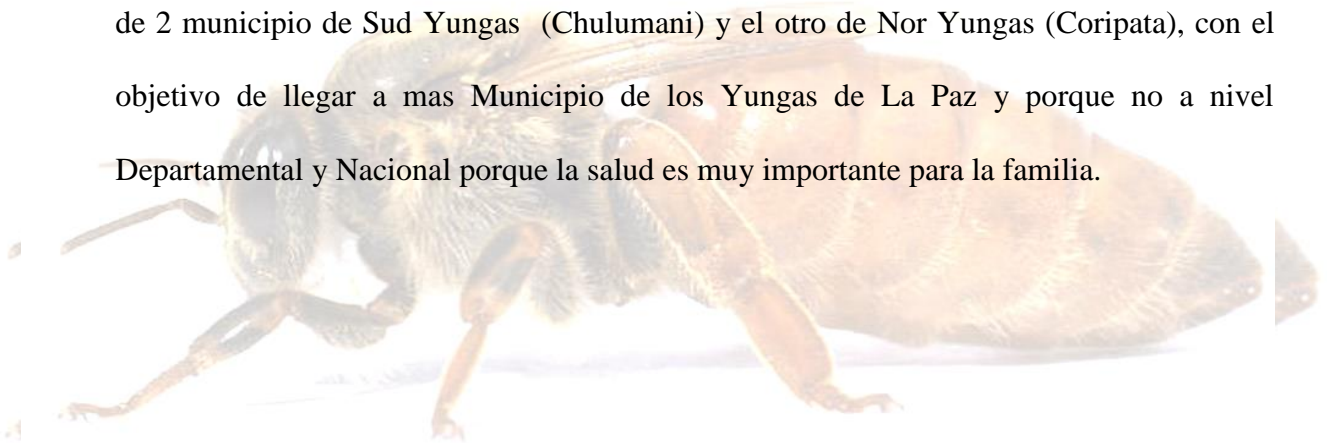 de 2 municipio de Sud Yungas (Chulumani) y el otro de Nor Yungas (Coripata), con el
objetivo de llegar a mas Municipio de los Yungas de La Paz y porque no a nivel
Departamental y Nacional porque la salud es muy importante para la familia.